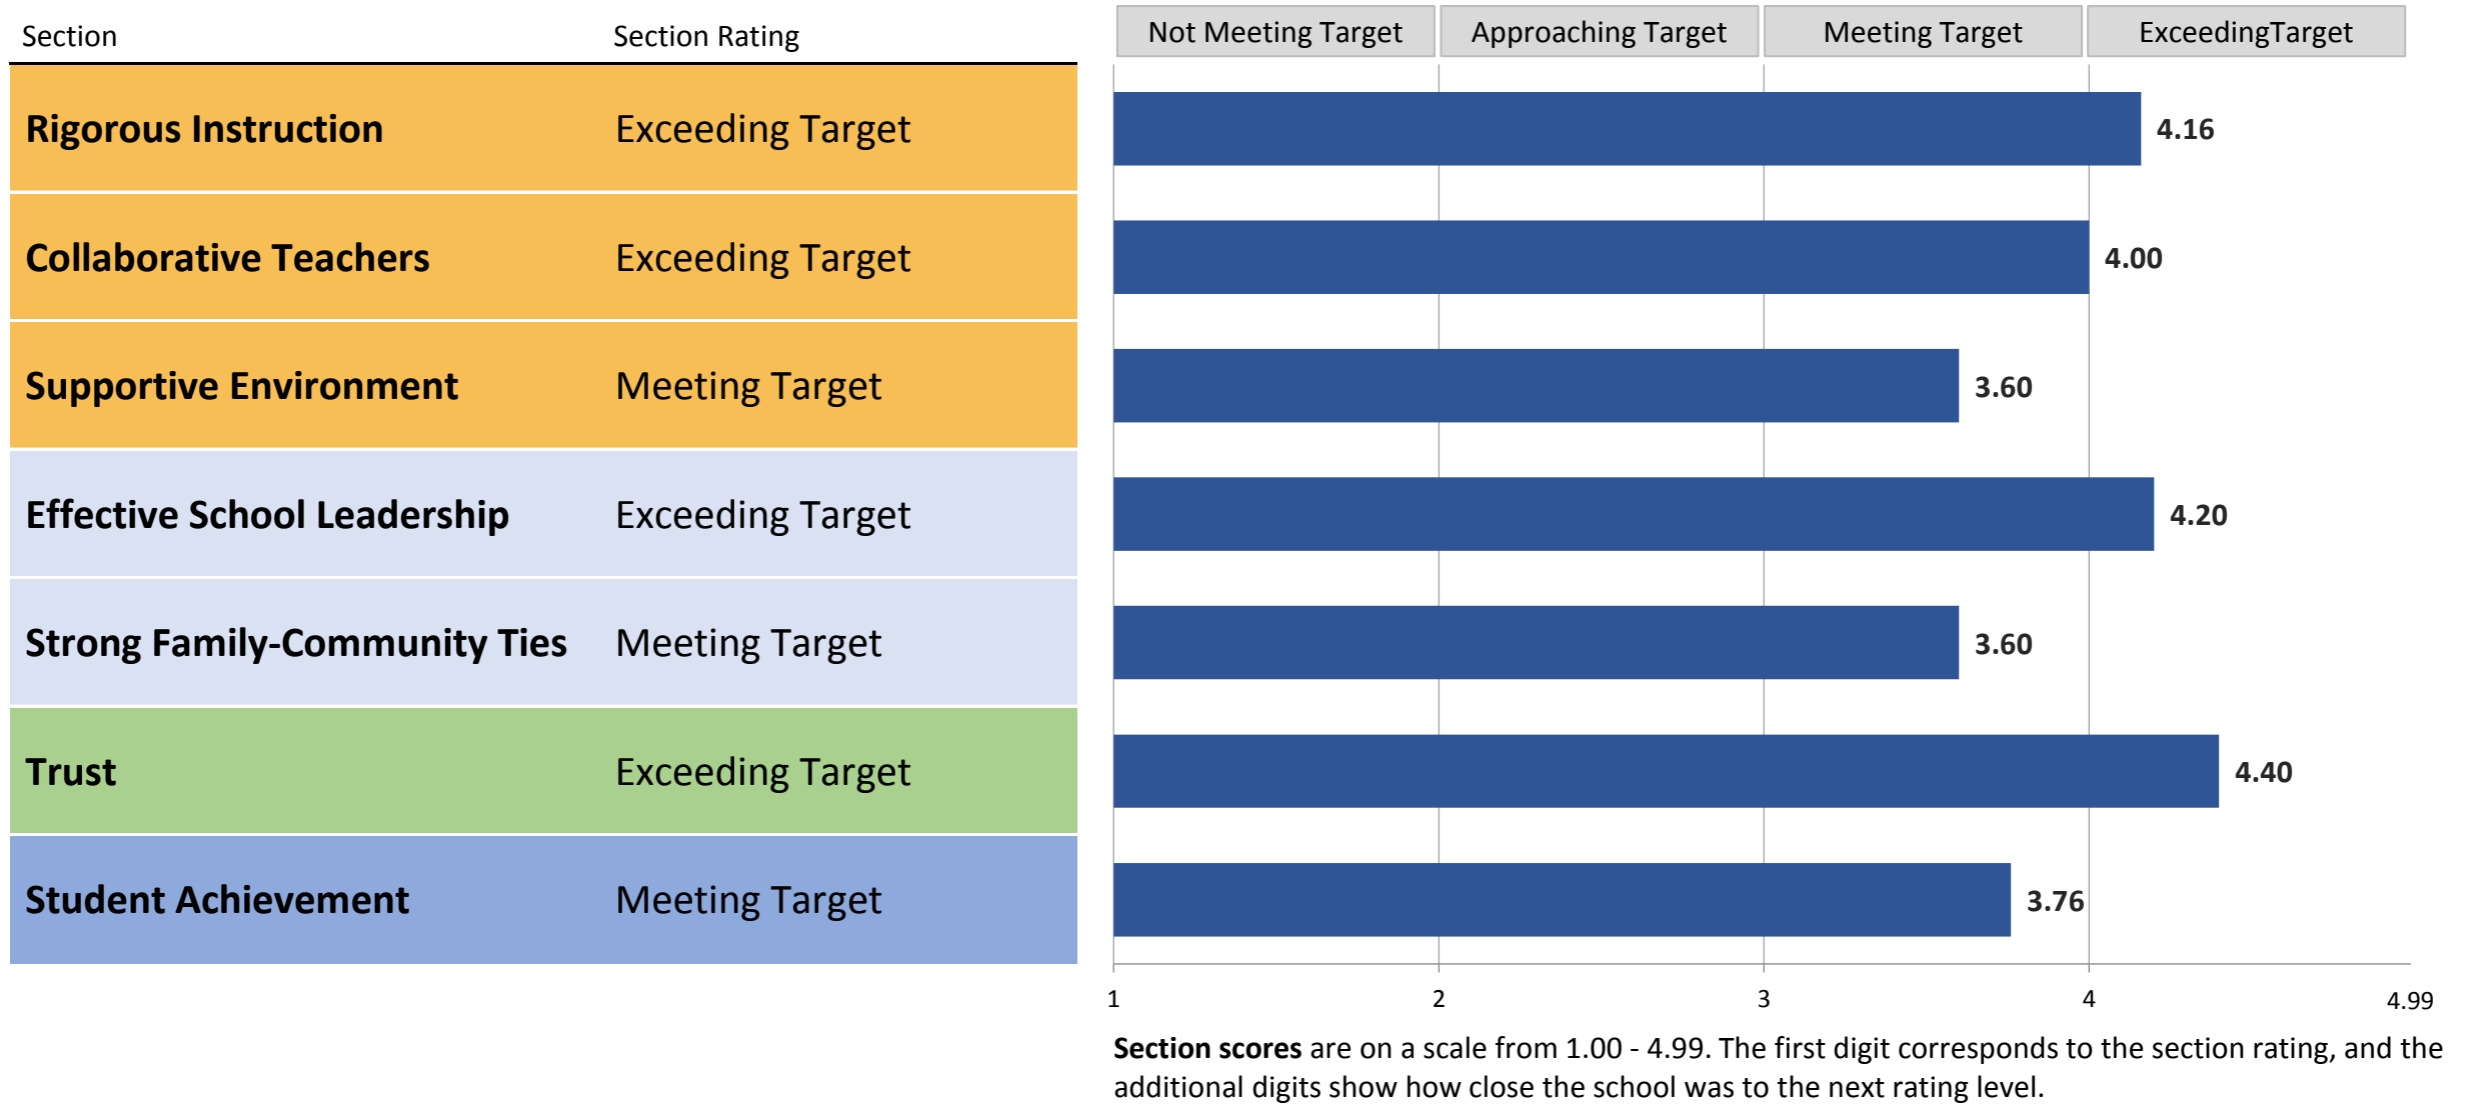 Section Section Rating Not Meeting Target Approaching Target Meeting Target ExceedingTarget
Rigorous Instruction Exceeding Target 4.16
Collaborative Teachers Exceeding Target 4.00
Supportive Environment Meeting Target 3.60
Effective School Leadership Exceeding Target 4.20
Strong Family-Community Ties Meeting Target 3.60
Trust Exceeding Target 4.40
Student Achievement Meeting Target 3.76
1 2 3 4 4.99
Section scores are on a scale from 1.00 - 4.99. The first digit corresponds to the section rating, and the
additional digits show how close the school was to the next rating level.